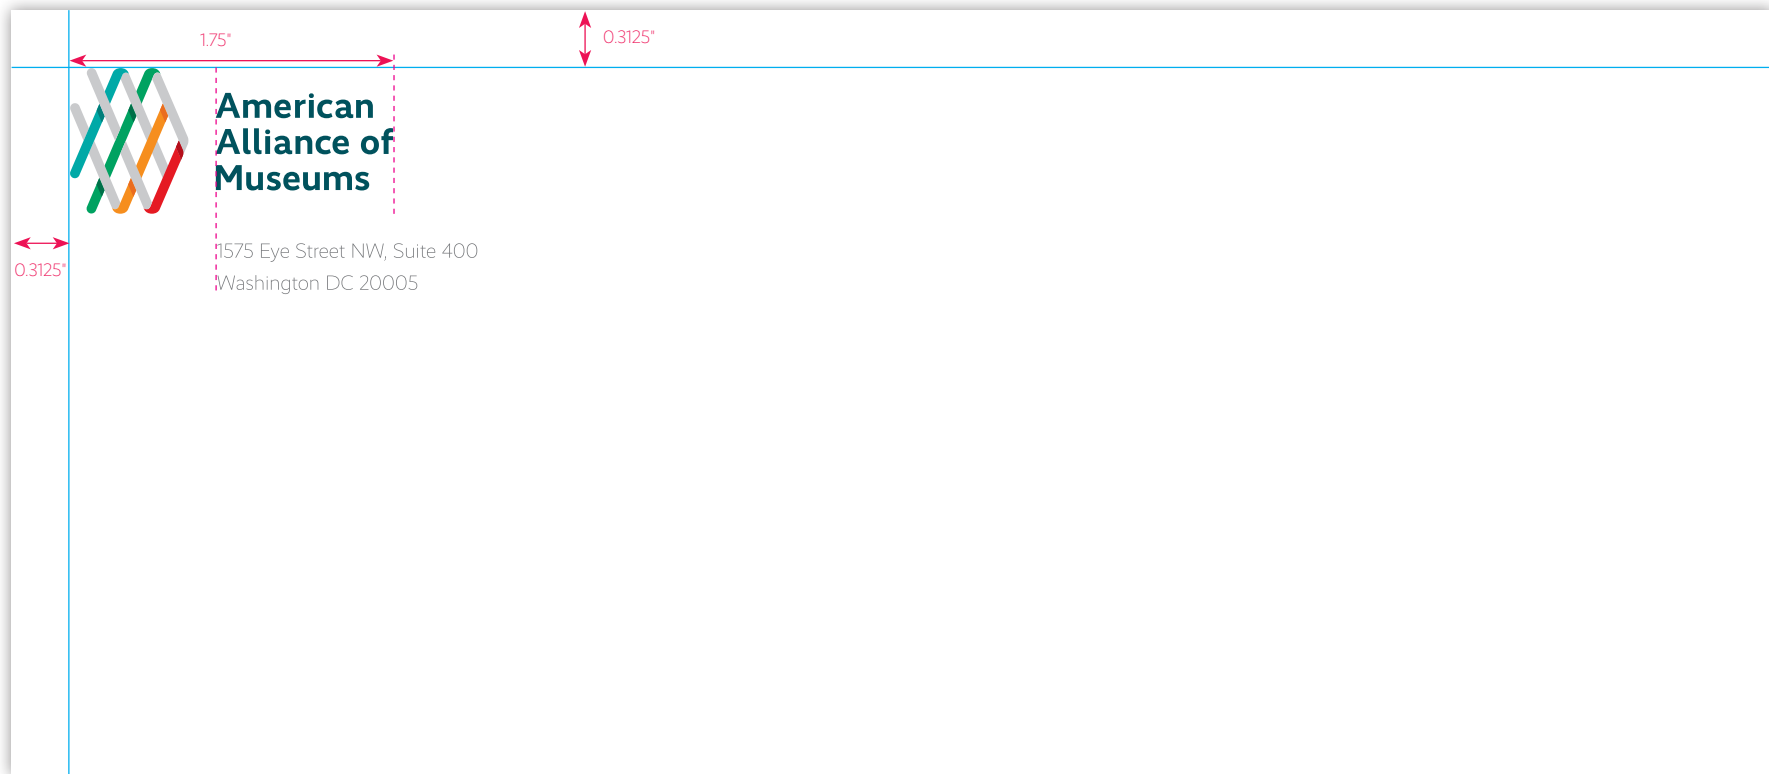 1.75"
0.3125"
American
Alliance of
Museums
1575 Eye Street NW, Suite 400
0.3125"
Washington DC 20005